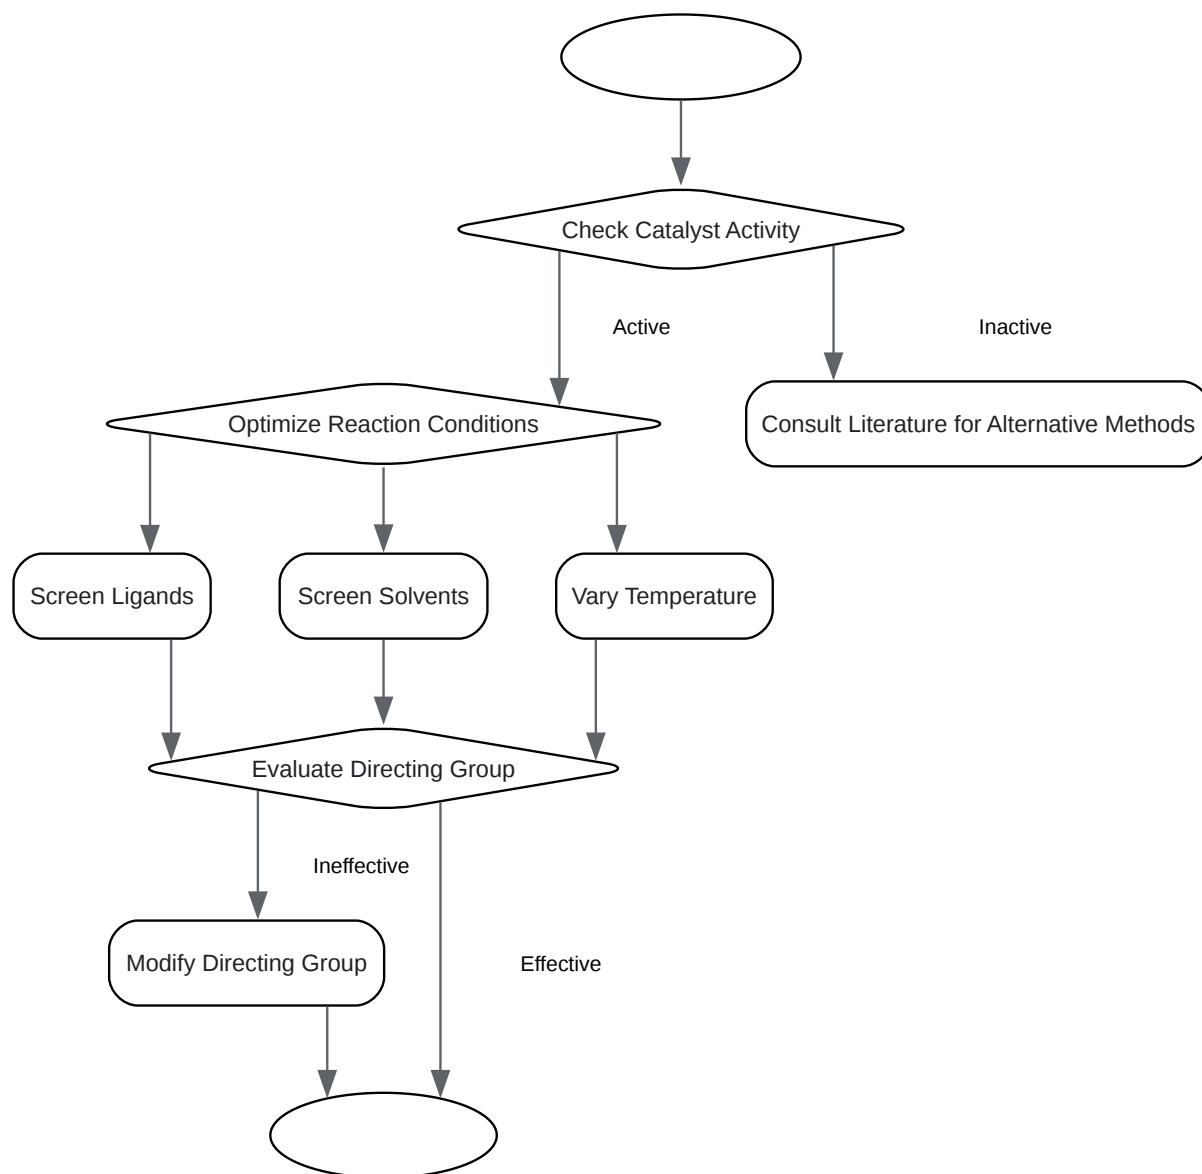 Check Catalyst Activity
Active
Inactive
Optimize Reaction Conditions
Consult Literature for Alternative Methods
Screen Ligands
Screen Solvents
Vary Temperature
Evaluate Directing Group
Ineffective
Modify Directing Group
Effective